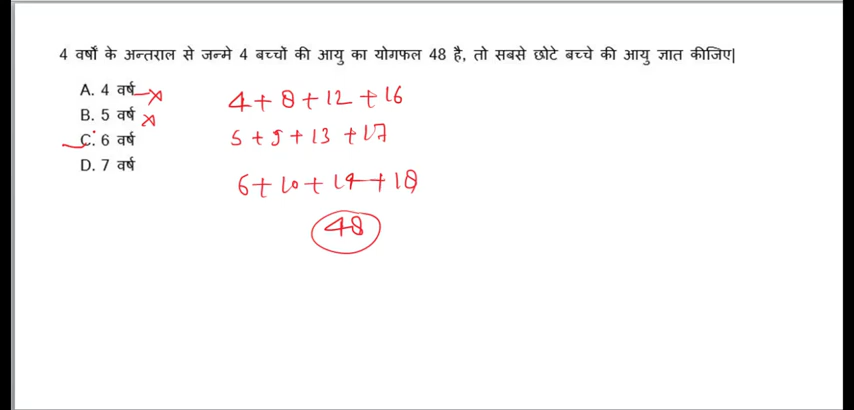 4 वर्षों के अन्तराल से जन्मे 4 बच्चों की आयु का योगफल 48 है, तो सबसे छोटे बच्चे की आयु ज्ञात कीजिए|
A. 4 वर्ष
B. 5 वर्ष
C. 6 वर्ष
D. 7 वर्ष
4 + 8 + 12 + 16
5 + 9 + 13 + 17
6 + 10 + 14 + 18
48